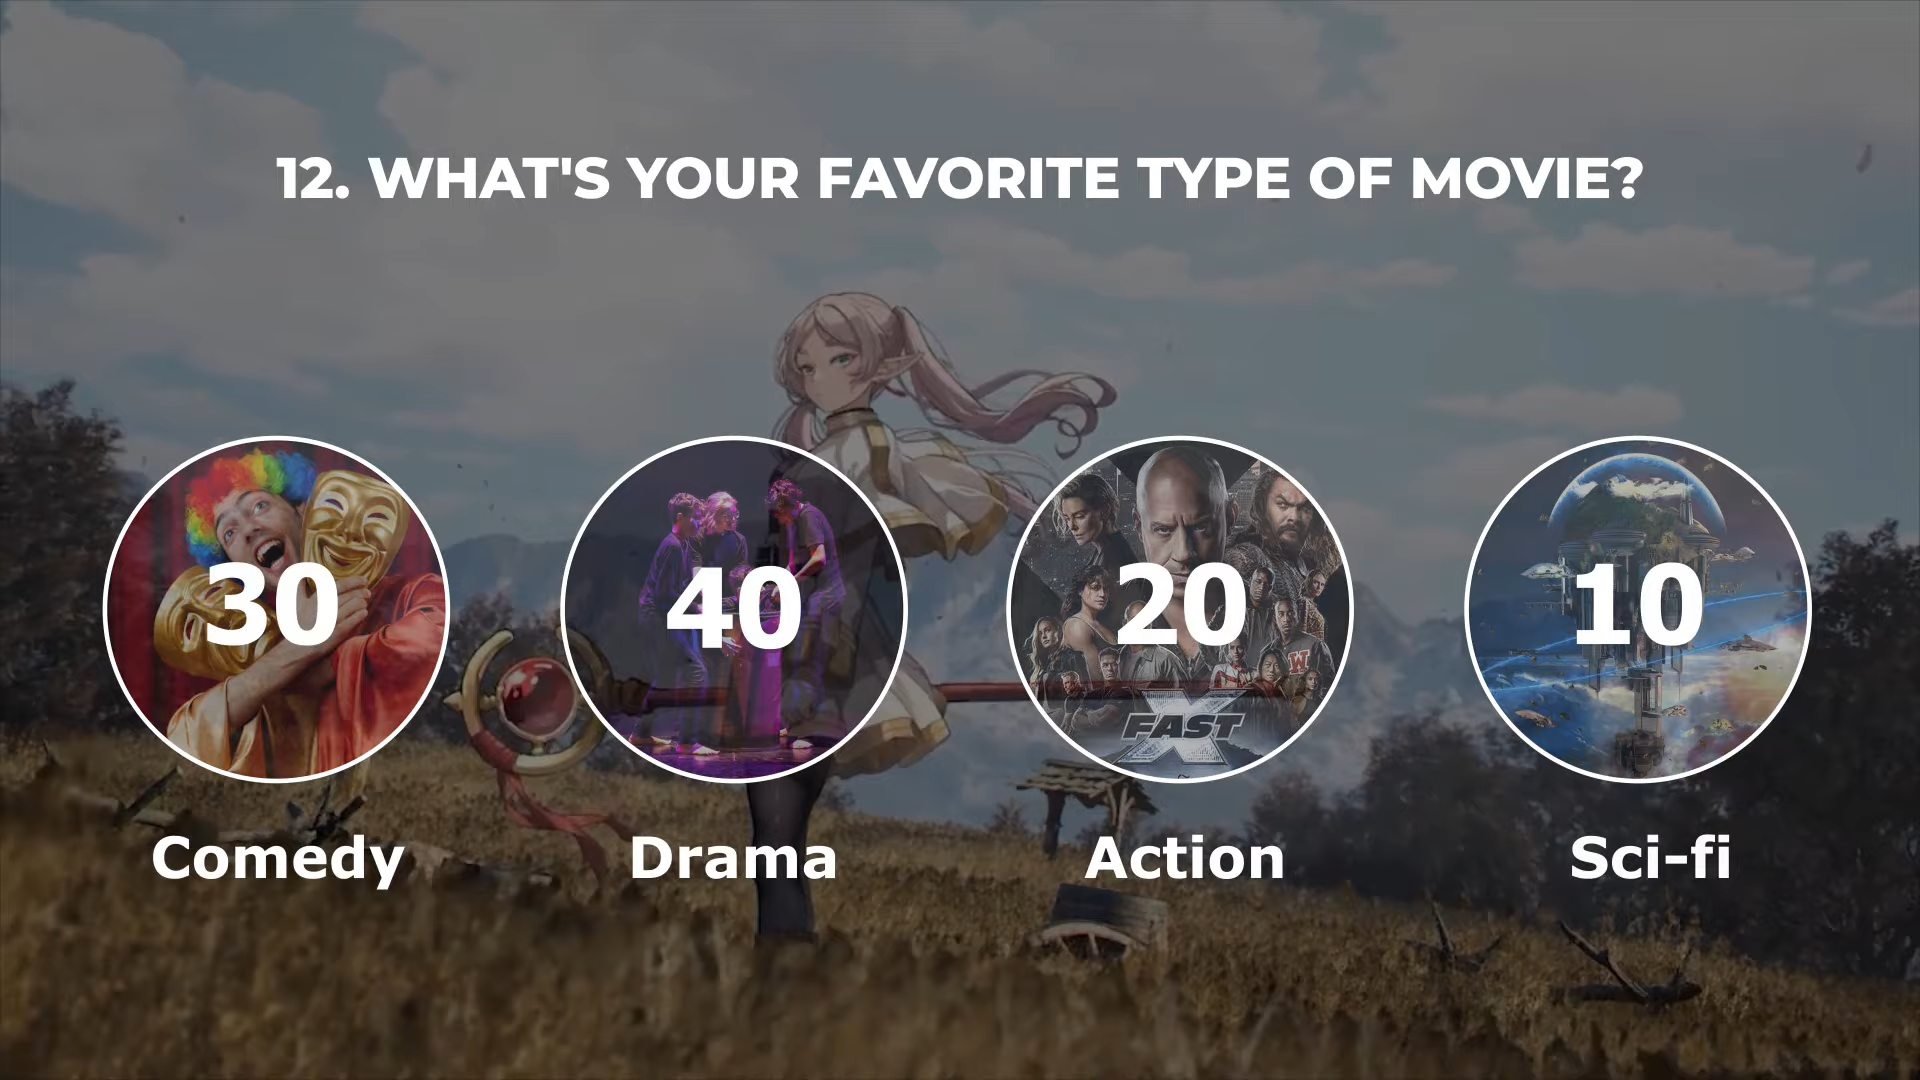 12. WHAT'S YOUR FAVORITE TYPE OF MOVIE?
30
40
20
10
W
FAST
X
Comedy
Drama
Action
Sci-fi